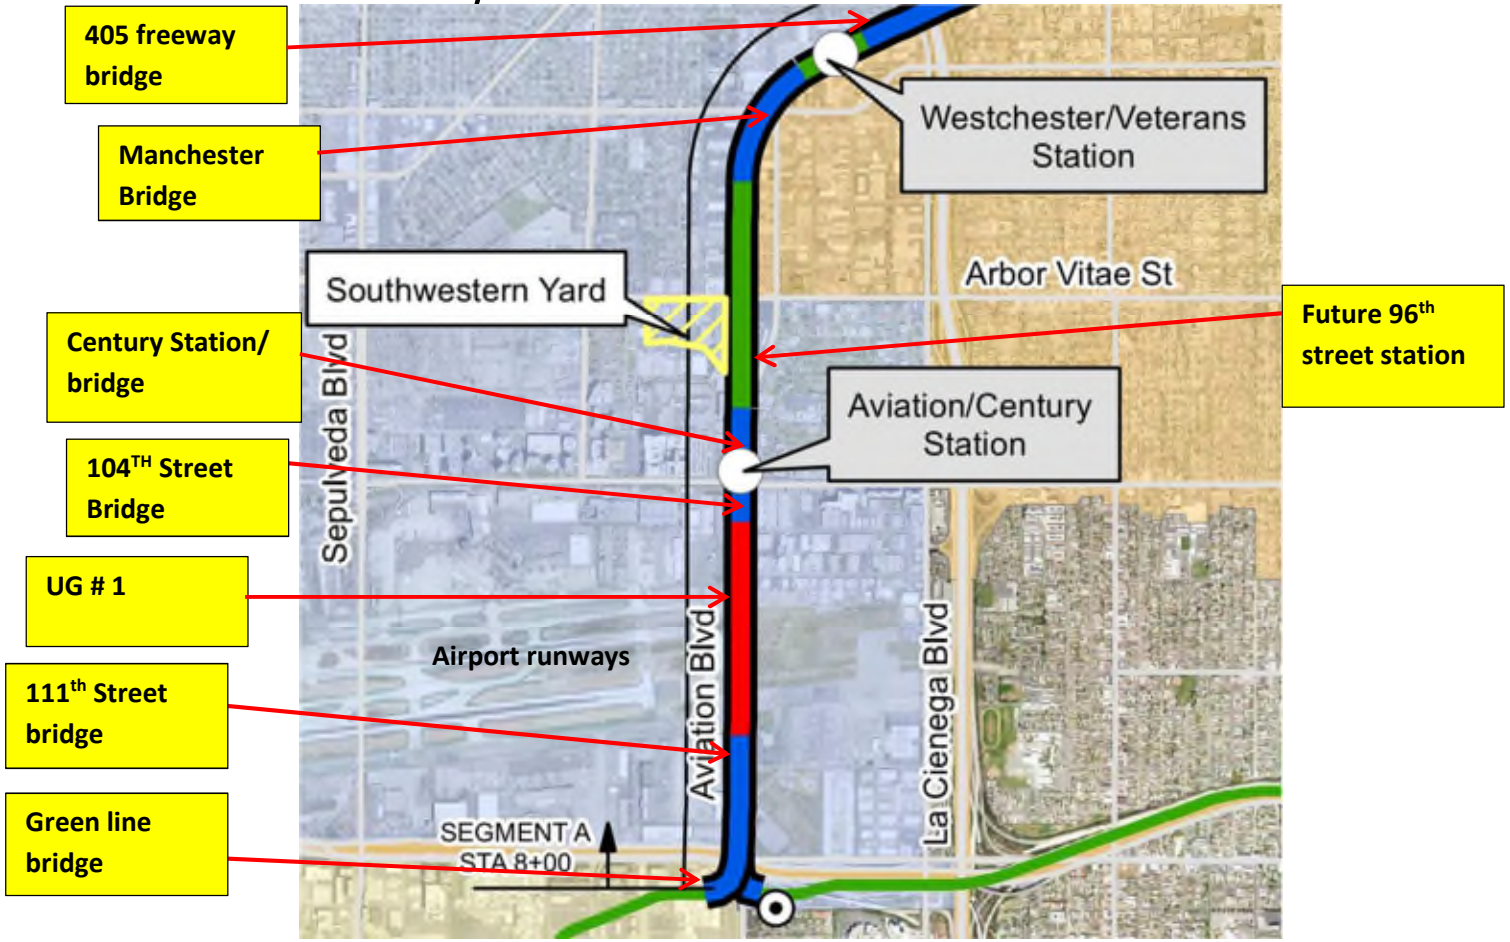 405 freeway
bridge
Manchester
Bridge
Westchester/Veterans
Station
Southwestern Yard
Arbor Vitae St
Century Station/
bridge
Future 96th
street station
Aviation/Century
Station
Sepulveda Blvd
104TH Street
Bridge
UG # 1
Airport runways
Aviation Blvd
La Cienega Blvd
111th Street
bridge
Green line
bridge
SEGMENT A
STA 8+00